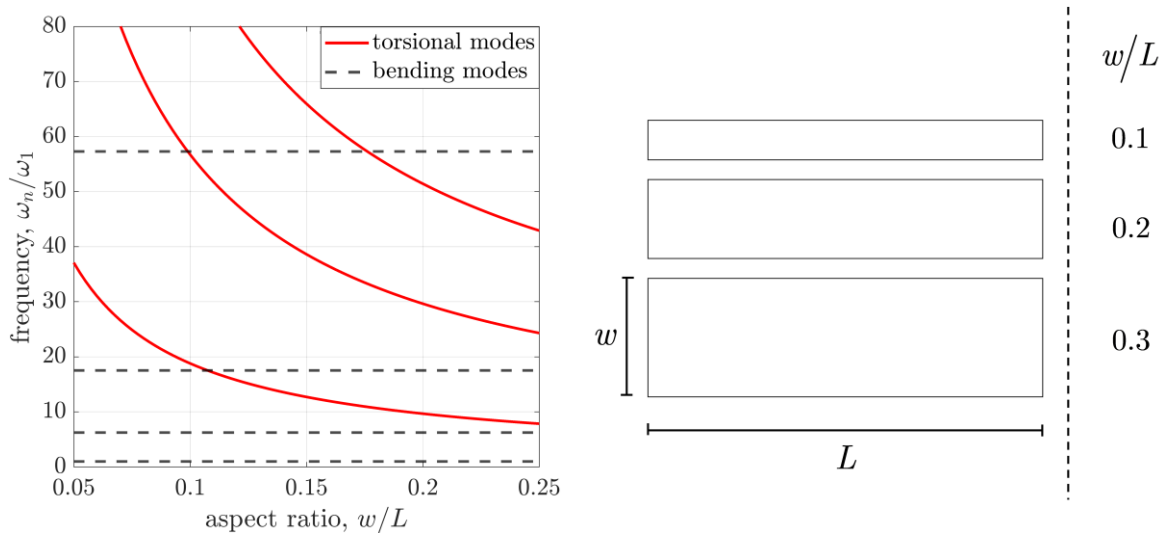 80
70
60
50
40
30
20
10
0
frequency, ωₙ/ω₁
torsional modes
bending modes
0.05 0.1 0.15 0.2 0.25
aspect ratio, w/L
w/L
0.1
0.2
w
0.3
L